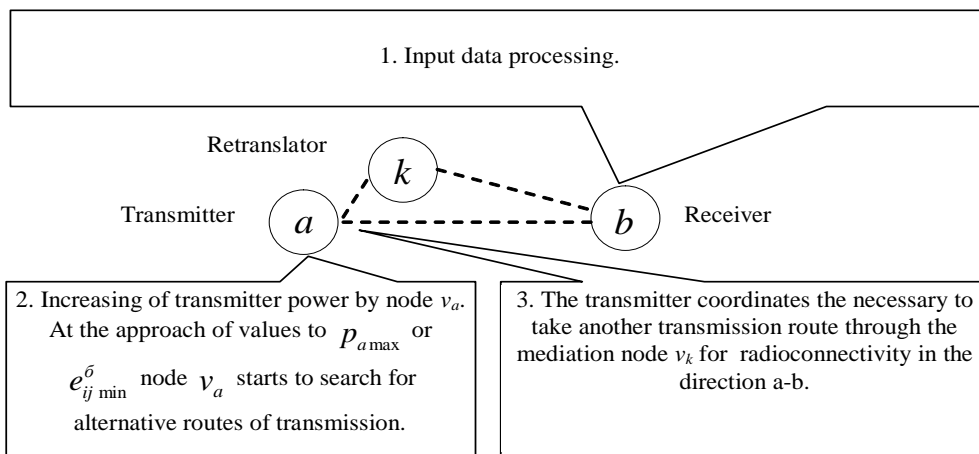 1. Input data processing.
Retranslator
k
Transmitter
a
b
Receiver
2. Increasing of transmitter power by node vₐ.
At the approach of values to p a max or
e б ij min node vₐ starts to search for
alternative routes of transmission.
3. The transmitter coordinates the necessary to
take another transmission route through the
mediation node vₖ for radioconnectivity in the
direction a-b.